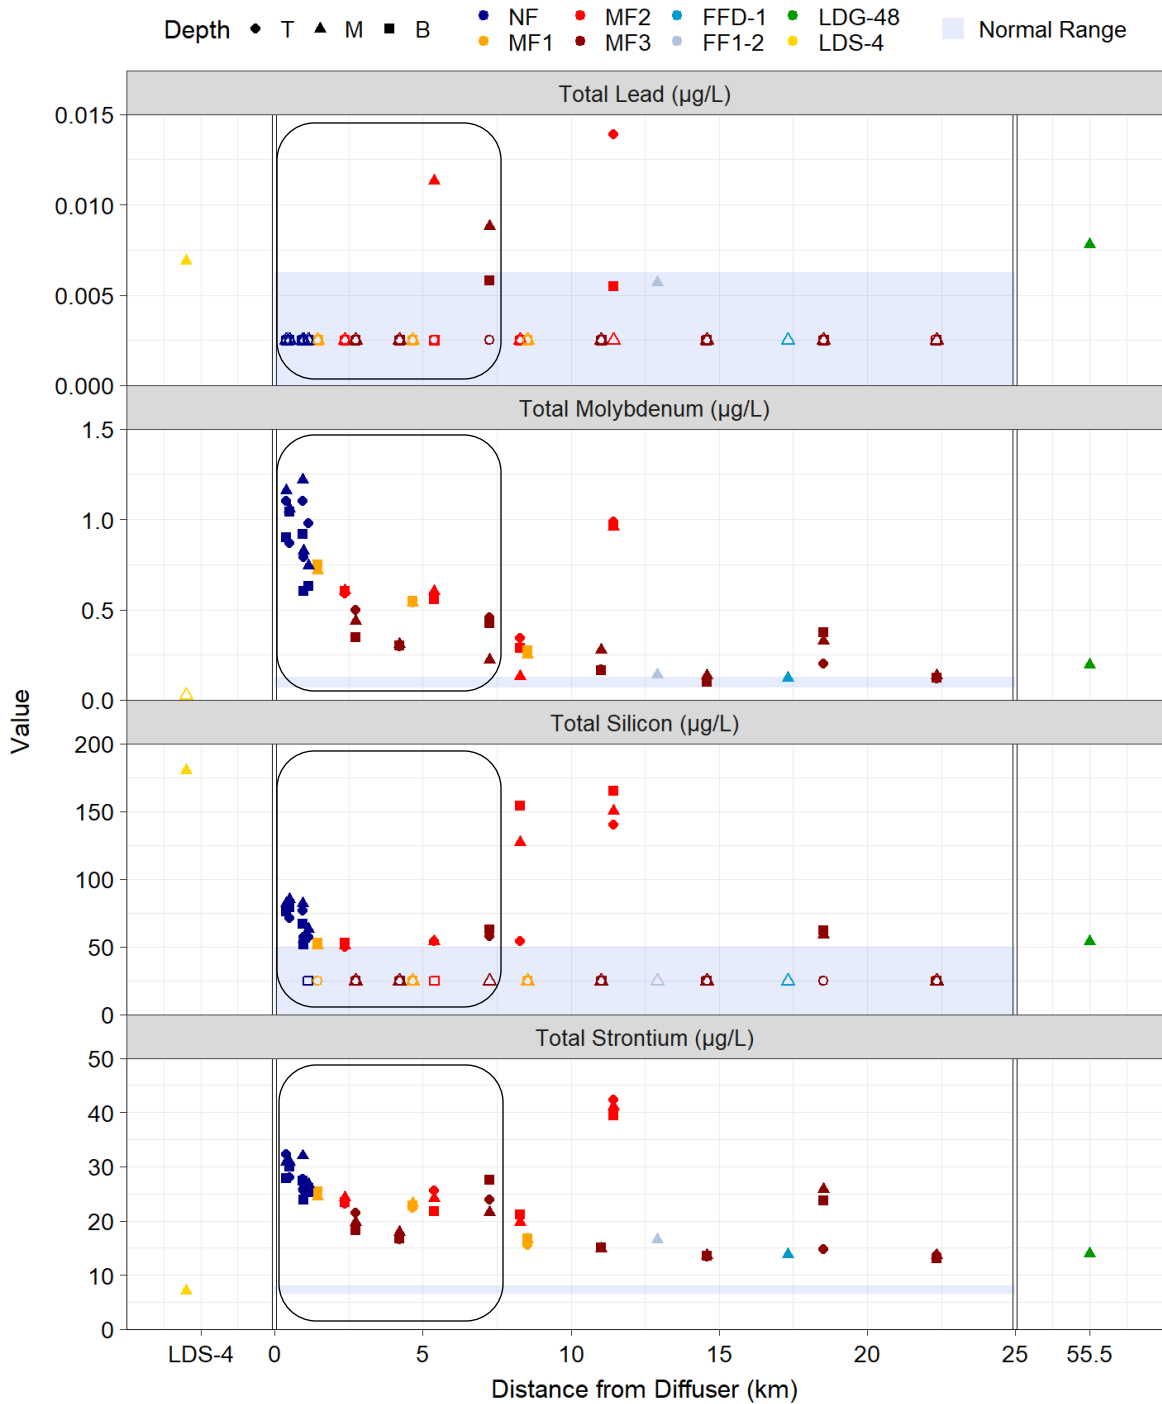 Depth T M B NF MF2 FFD-1 LDG-48 Normal Range
MF1 MF3 FF1-2 LDS-4
Total Lead (µg/L)
0.015
0.010
0.005
0.000
Total Molybdenum (µg/L)
1.5
1.0
0.5
0.0
Value
Total Silicon (µg/L)
200
150
100
50
0
Total Strontium (µg/L)
50
40
30
20
10
0
LDS-4 0 5 10 15 20 25 55.5
Distance from Diffuser (km)